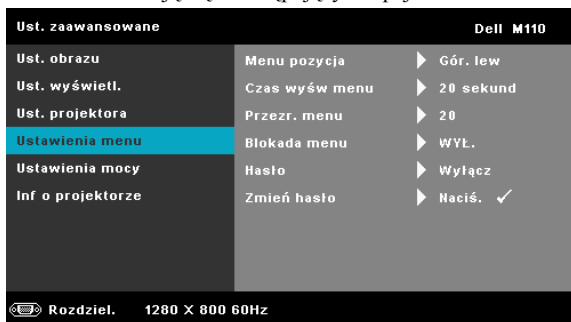 Ust. zaawansowane Dell M110
Ust. obrazu Menu pozycja Gór. lew
Ust. wyświetl. Czas wyśw menu 20 sekund
Ust. projektora Przezr. menu 20
Ustawienia menu Blokada menu WYŁ.
Ustawienia mocy Hasło Wyłącz
Inf o projektorze Zmień hasło Naciś. ✓
Rozdziel. 1280 X 800 60Hz